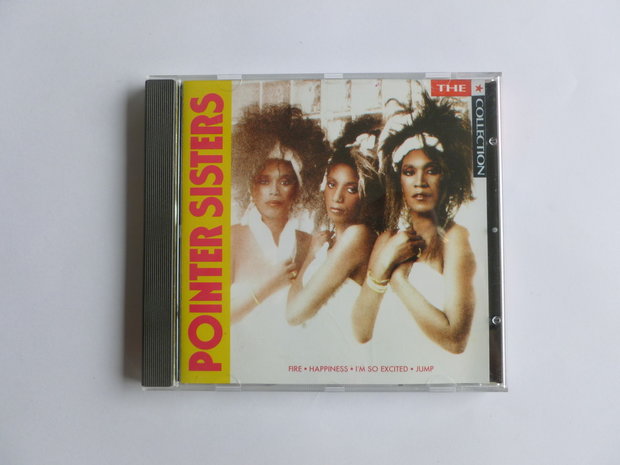 POINTER SISTERS
THE ★
COLLECTION
FIRE • HAPPINESS • I'M SO EXCITED • JUMP